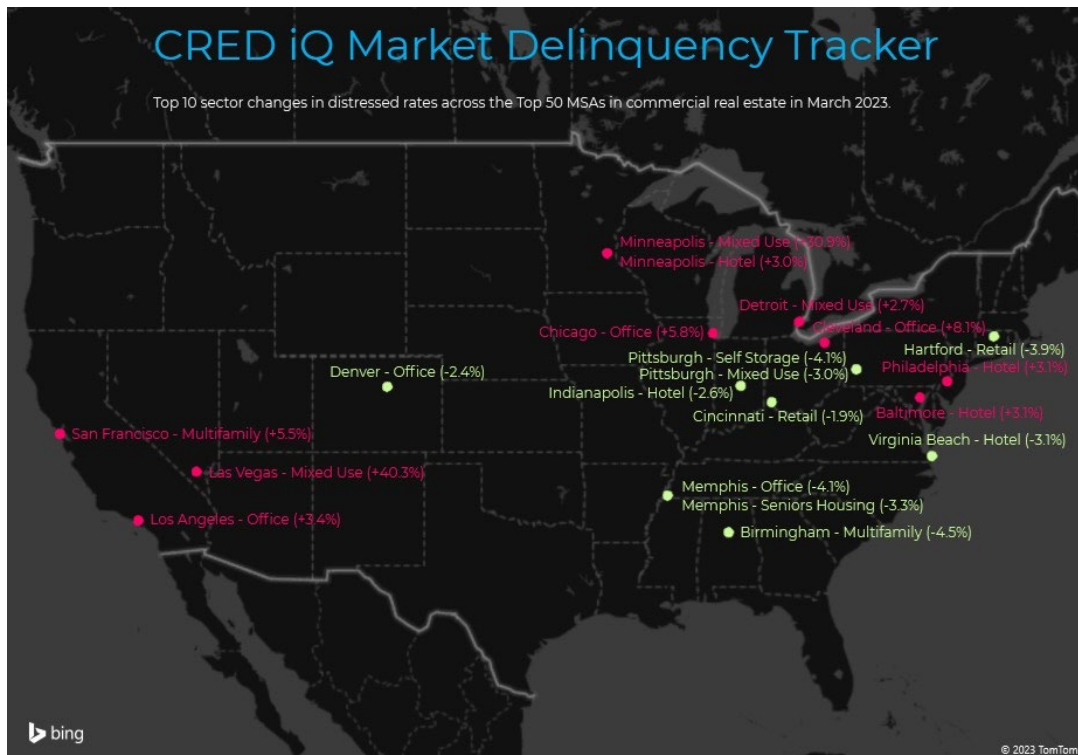 CRED iQ Market Delinquency Tracker
Top 10 sector changes in distressed rates across the Top 50 MSAs in commercial real estate in March 2023.
Minneapolis - Mixed Use (+30.9%)
Minneapolis - Hotel (+3.0%)
Detroit - Mixed Use (+2.7%)
Chicago - Office (+5.8%)
Cleveland - Office (+8.1%)
Hartford - Retail (-3.9%)
Pittsburgh - Self Storage (-4.1%)
Pittsburgh - Mixed Use (-3.0%)
Philadelphia - Hotel (+3.1%)
Denver - Office (-2.4%)
Indianapolis - Hotel (-2.6%)
Cincinnati - Retail (-1.9%)
Baltimore - Hotel (+3.1%)
San Francisco - Multifamily (+5.5%)
Virginia Beach - Hotel (-3.1%)
Las Vegas - Mixed Use (+40.3%)
Memphis - Office (-4.1%)
Memphis - Seniors Housing (-3.3%)
Los Angeles - Office (+3.4%)
Birmingham - Multifamily (-4.5%)
bing
© 2023 TomTom